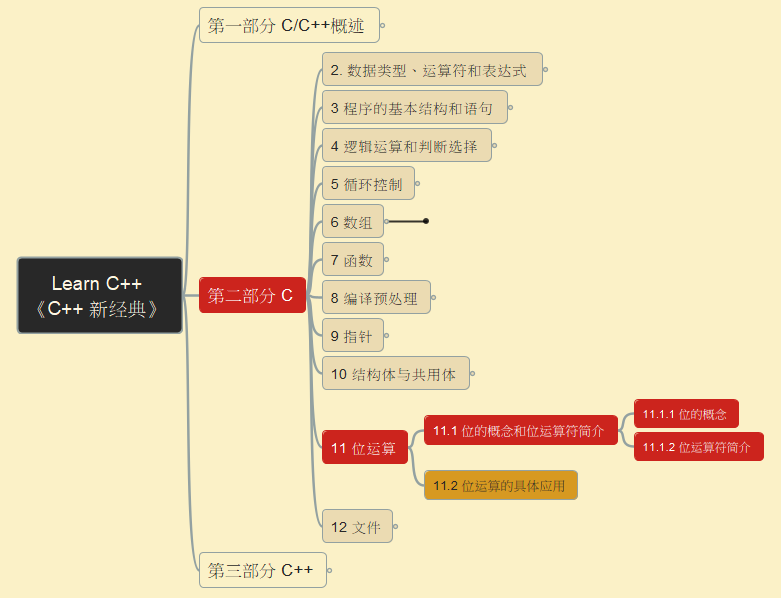 第一部分 C/C++概述
2. 数据类型、运算符和表达式
3 程序的基本结构和语句
4 逻辑运算和判断选择
5 循环控制
6 数组
7 函数
Learn C++
《C++ 新经典》
第二部分 C
8 编译预处理
9 指针
10 结构体与共用体
11 位运算
11.1 位的概念和位运算符简介
11.1.1 位的概念
11.1.2 位运算符简介
11.2 位运算的具体应用
12 文件
第三部分 C++